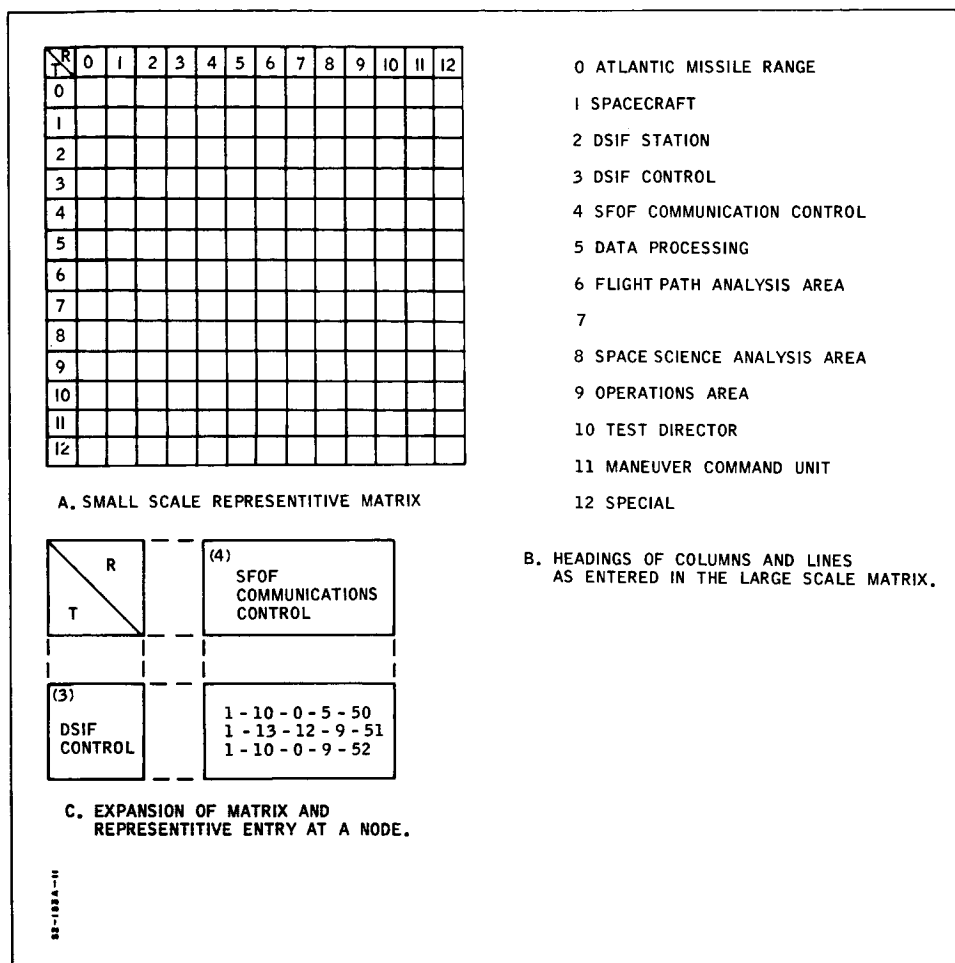 R
T
0 1 2 3 4 5 6 7 8 9 10 11 12
0
1
2
3
4
5
6
7
8
9
10
11
12
A. SMALL SCALE REPRESENTITIVE MATRIX
0 ATLANTIC MISSILE RANGE
1 SPACECRAFT
2 DSIF STATION
3 DSIF CONTROL
4 SFOF COMMUNICATION CONTROL
5 DATA PROCESSING
6 FLIGHT PATH ANALYSIS AREA
7
8 SPACE SCIENCE ANALYSIS AREA
9 OPERATIONS AREA
10 TEST DIRECTOR
11 MANEUVER COMMAND UNIT
12 SPECIAL
B. HEADINGS OF COLUMNS AND LINES
AS ENTERED IN THE LARGE SCALE MATRIX.
R
T
(4)
SFOF
COMMUNICATIONS
CONTROL
(3)
DSIF
CONTROL
1 - 10 - 0 - 5 - 50
1 - 13 - 12 - 9 - 51
1 - 10 - 0 - 9 - 52
C. EXPANSION OF MATRIX AND
REPRESENTITIVE ENTRY AT A NODE.